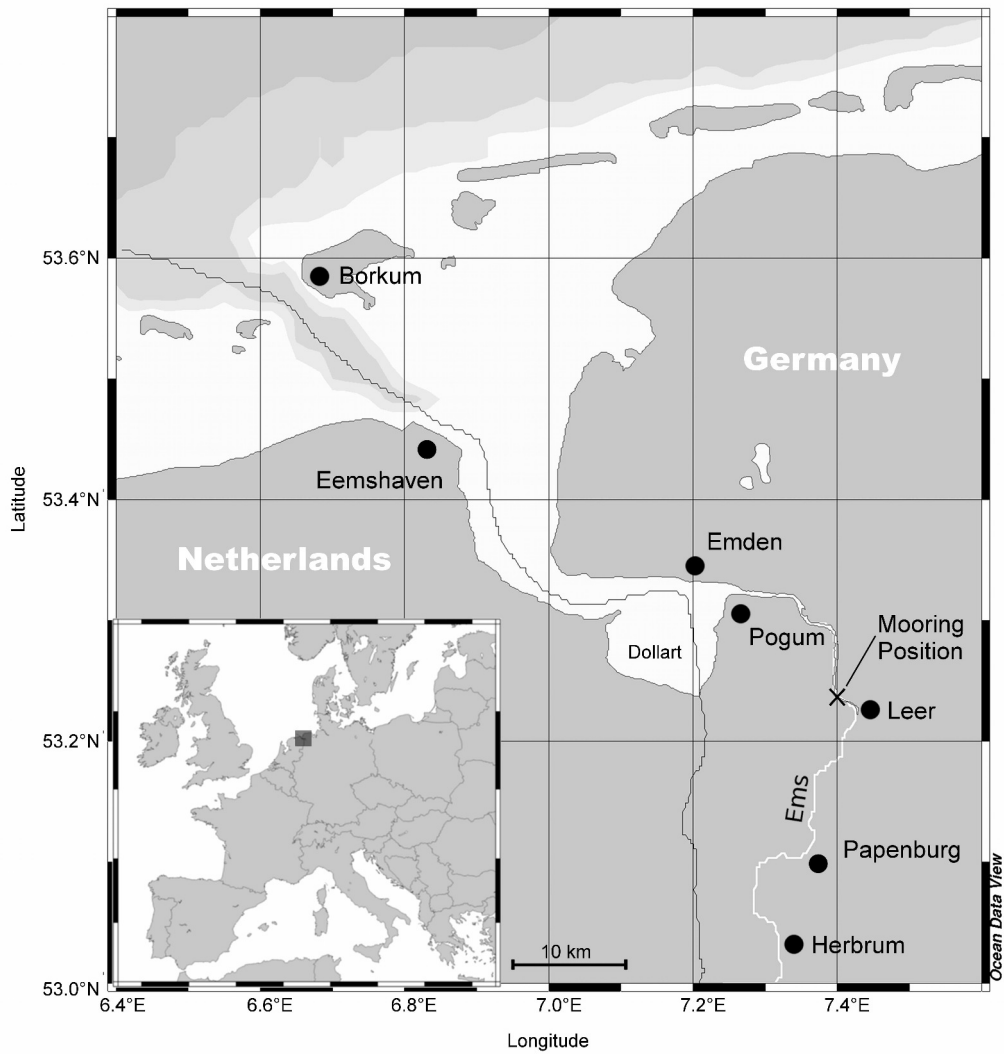 53.6°N
Borkum
Germany
Latitude
Eemshaven
53.4°N
Netherlands
Emden
Pogum
Mooring
Position
Dollart
Leer
53.2°N
Ems
Papenburg
Herbrum
10 km
Ocean Data View
53.0°N
6.4°E
6.6°E
6.8°E
7.0°E
7.2°E
7.4°E
Longitude